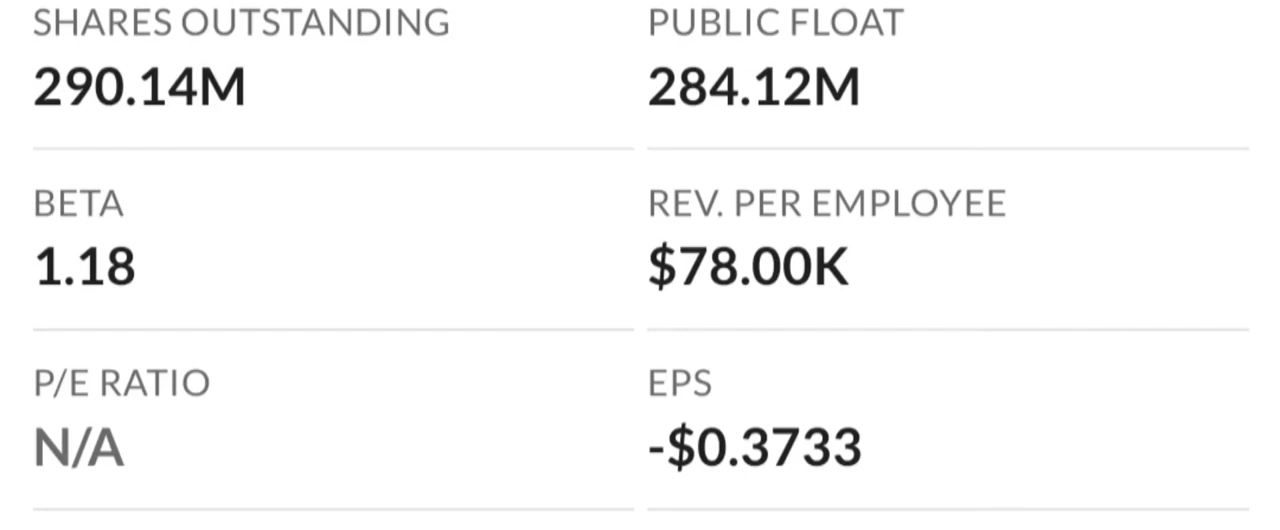 SHARES OUTSTANDING
PUBLIC FLOAT
290.14M
284.12M
BETA
REV. PER EMPLOYEE
1.18
$78.00K
P/E RATIO
EPS
N/A
-$0.3733